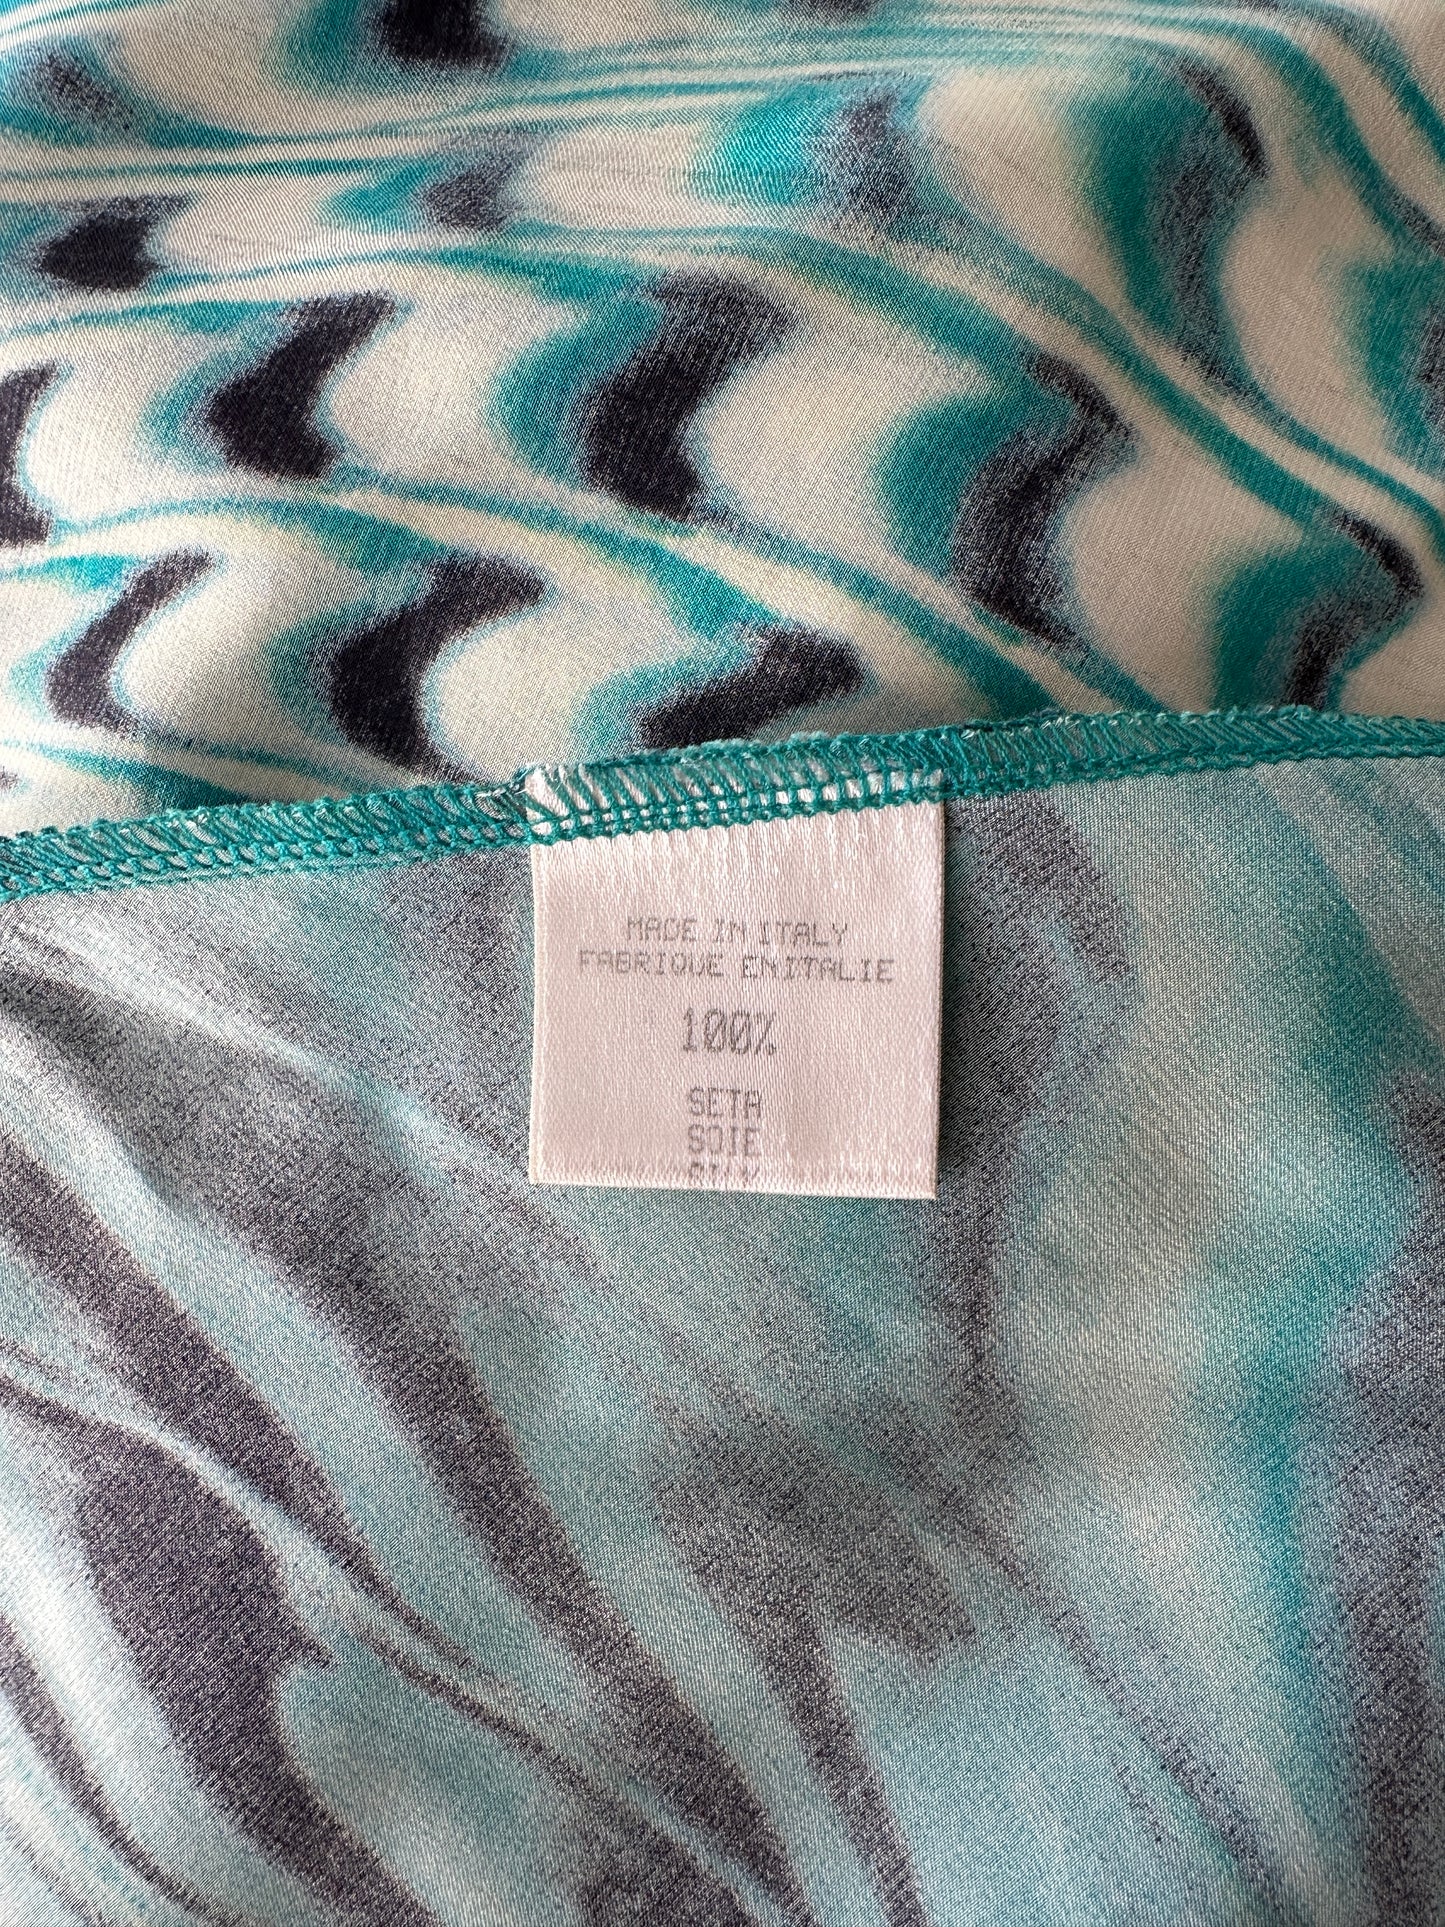 MADE IN ITALY
FABRIQUE EN ITALIE
100%
SETA
SOIE